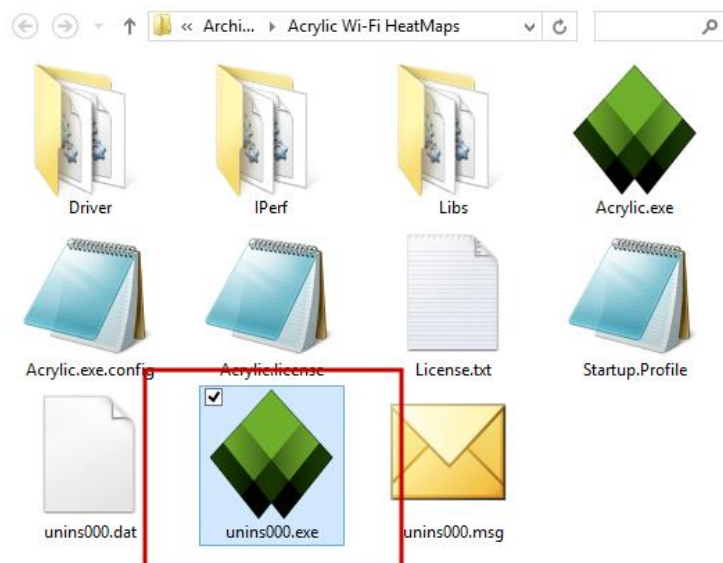 « Archi... Acrylic Wi-Fi HeatMaps
Driver IPerf Libs Acrylic.exe
Acrylic.exe.config Acrylic.license License.txt Startup.Profile
unins000.dat unins000.exe unins000.msg